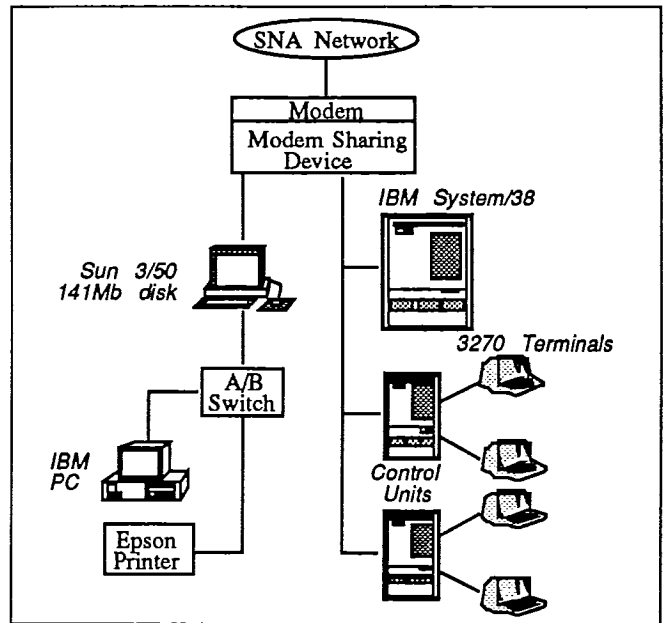 SNA Network
Modem
Modem Sharing
Device
IBM System/38
Sun 3/50
141Mb disk
3270 Terminals
A/B
Switch
IBM
PC
Control
Units
Epson
Printer